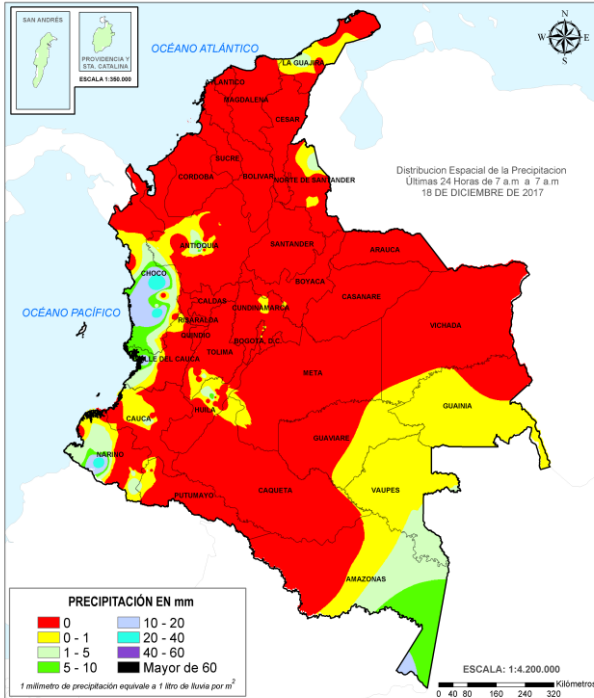 SAN ANDRÉS
PROVIDENCIA Y
STA. CATALINA
ESCALA 1:350.000
OCÉANO ATLÁNTICO
N
W
E
S
LA GUAJIRA
ATLANTICO
MAGDALENA
CESAR
Distribucion Espacial de la Precipitacion
Últimas 24 Horas de 7 a.m a 7 a.m
18 DE DICIEMBRE DE 2017
SUCRE
CORDOBA
BOLIVAR
NORTE DE SANTANDER
ANTIOQUIA
SANTANDER
ARAUCA
CHOCO
BOYACA
CASANARE
CALDAS
CUNDINAMARCA
OCÉANO PACÍFICO
RISARALDA
VICHADA
QUINDIO
BOGOTA, D.C.
TOLIMA
VALLE DEL CAUCA
META
GUAINIA
HUILA
CAUCA
GUAVIARE
NARIÑO
VAUPES
CAQUETA
PUTUMAYO
AMAZONAS
PRECIPITACIÓN EN mm
0
10 - 20
0 - 1
20 - 40
1 - 5
40 - 60
5 - 10
Mayor de 60
1 milimetro de precipitación equivale a 1 litro de lluvia por m²
ESCALA: 1:4.200.000
Kilómetros
0 40 80 160 240 320